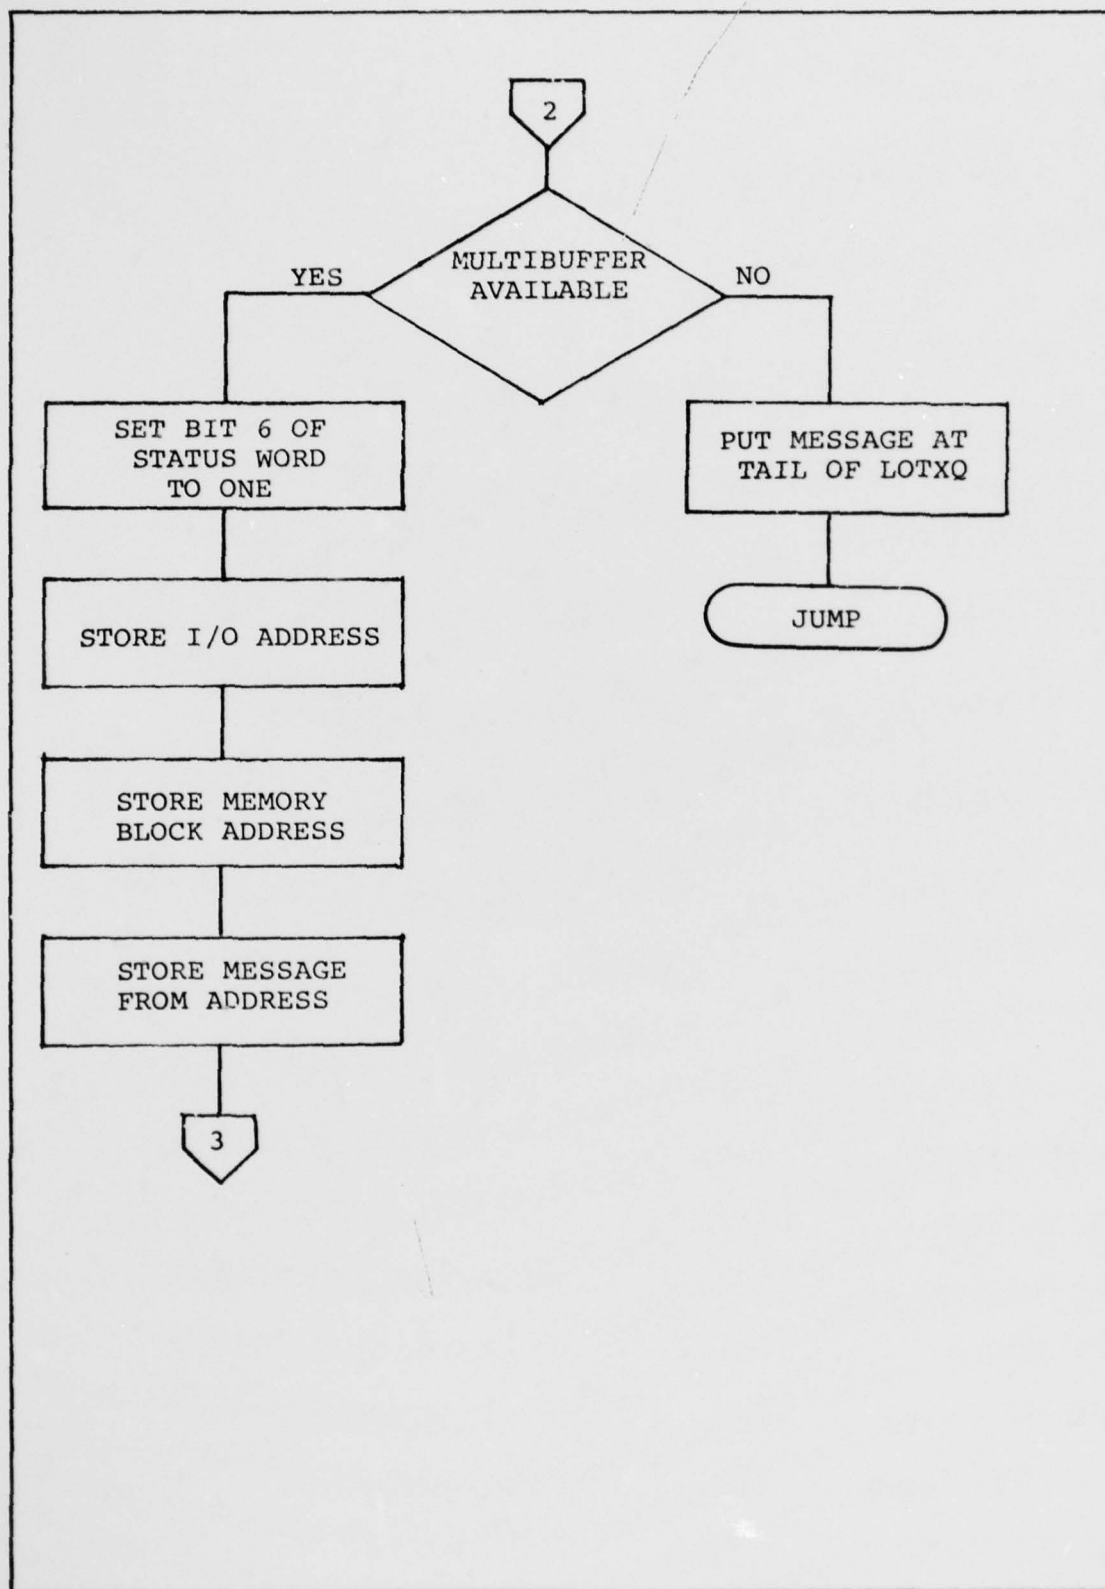 2
MULTIBUFFER
AVAILABLE
YES
NO
SET BIT 6 OF
STATUS WORD
TO ONE
PUT MESSAGE AT
TAIL OF LOTXQ
STORE I/O ADDRESS
JUMP
STORE MEMORY
BLOCK ADDRESS
STORE MESSAGE
FROM ADDRESS
3